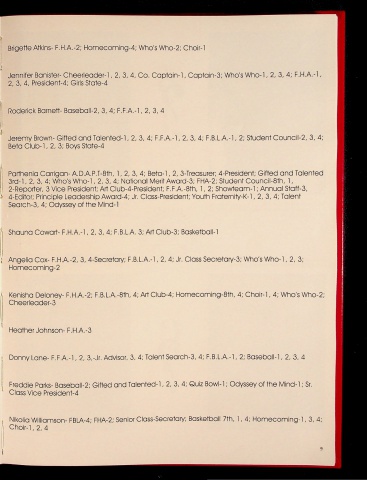 Brigette Atkins- F.H.A.-2; Homecoming-4; Who's Who-2; Choir-1
Jennifer Banister- Cheerleader-1, 2, 3, 4, Co. Captain-1, Captain-3; Who's Who-1, 2, 3, 4; F.H.A.-1,
2, 3, 4, President-4; Girls State-4
Roderick Barnett- Baseball-2, 3, 4; F.F.A.-1, 2, 3, 4
Jeremy Brown- Gifted and Talented-1, 2, 3, 4; F.F.A.-1, 2, 3, 4; F.B.L.A.-1, 2; Student Council-2, 3, 4;
Beta Club-1, 2, 3; Boys State-4
Parthenia Carrigan- A.D.A.P.T.-8th, 1, 2, 3, 4; Beta-1, 2, 3-Treasurer; 4-President; Gifted and Talented
3rd-1, 2, 3, 4; Who's Who-1, 2, 3, 4; National Merit Award-3; FHA-2; Student Council-8th, 1,
2-Reporter, 3 Vice President; Art Club-4-President; F.F.A.-8th, 1, 2; Showteam-1; Annual Staff-3,
4-Editor; Principle Leadership Award-4; Jr. Class-President; Youth Fraternity-K-1, 2, 3, 4; Talent
Search-3, 4; Odyssey of the Mind-1
Shauna Cowart- F.H.A.-1, 2, 3, 4; F.B.L.A. 3; Art Club-3; Basketball-1
Angelia Cox- F.H.A.-2, 3, 4-Secretary; F.B.L.A.-1, 2, 4; Jr. Class Secretary-3; Who's Who-1, 2, 3;
Homecoming-2
Kenisha Deloney- F.H.A.-2; F.B.L.A.-8th, 4; Art Club-4; Homecoming-8th, 4; Choir-1, 4; Who's Who-2;
Cheerleader-3
Heather Johnson- F.H.A.-3
Danny Lane- F.F.A.-1, 2, 3,-Jr. Advisor, 3, 4; Talent Search-3, 4; F.B.L.A.-1, 2; Baseball-1, 2, 3, 4
Freddie Parks- Baseball-2; Gifted and Talented-1, 2, 3, 4; Quiz Bowl-1; Odyssey of the Mind-1; Sr.
Class Vice President-4
Nikolia Williamson- FBLA-4; FHA-2; Senior Class-Secretary; Basketball 7th, 1, 4; Homecoming-1, 3, 4;
Choir-1, 2, 4